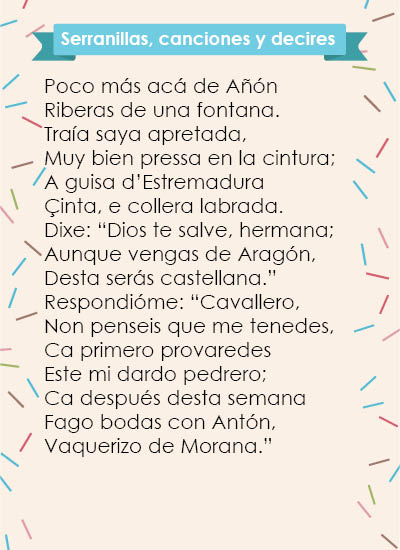 Serranillas, canciones y decires
Poco más acá de Añón
Riberas de una fontana.
Traía saya apretada,
Muy bien pressa en la cintura;
A guisa d’Estremadura
Çinta, e collera labrada.
Dixe: “Dios te salve, hermana;
Aunque vengas de Aragón,
Desta serás castellana.”
Respondióme: “Cavallero,
Non penseis que me tenedes,
Ca primero provaredes
Este mi dardo pedrero;
Ca después desta semana
Fago bodas con Antón,
Vaquerizo de Morana.”